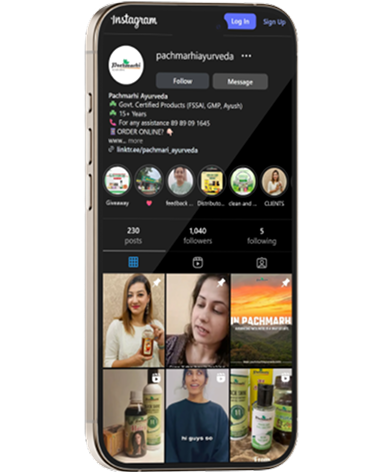 Instagram
Log In
Sign Up
Pachmarhi
pachmarhiayurveda ...
Follow
Message
Pachmarhi Ayurveda
☘️ Govt. Certified Products (FSSAI, GMP, Ayush)
☘️ 15+ Years
📞 For any assistance 89 89 09 1645
📱ORDER ONLINE? 👇🏻
www... more
linktr.ee/pachmari_ayurveda
Giveaway
❤️
feedback ...
Distributo...
clean and ...
CLIENTS
230
posts
1,040
followers
5
following
IN PACHMARHI
hi guys so